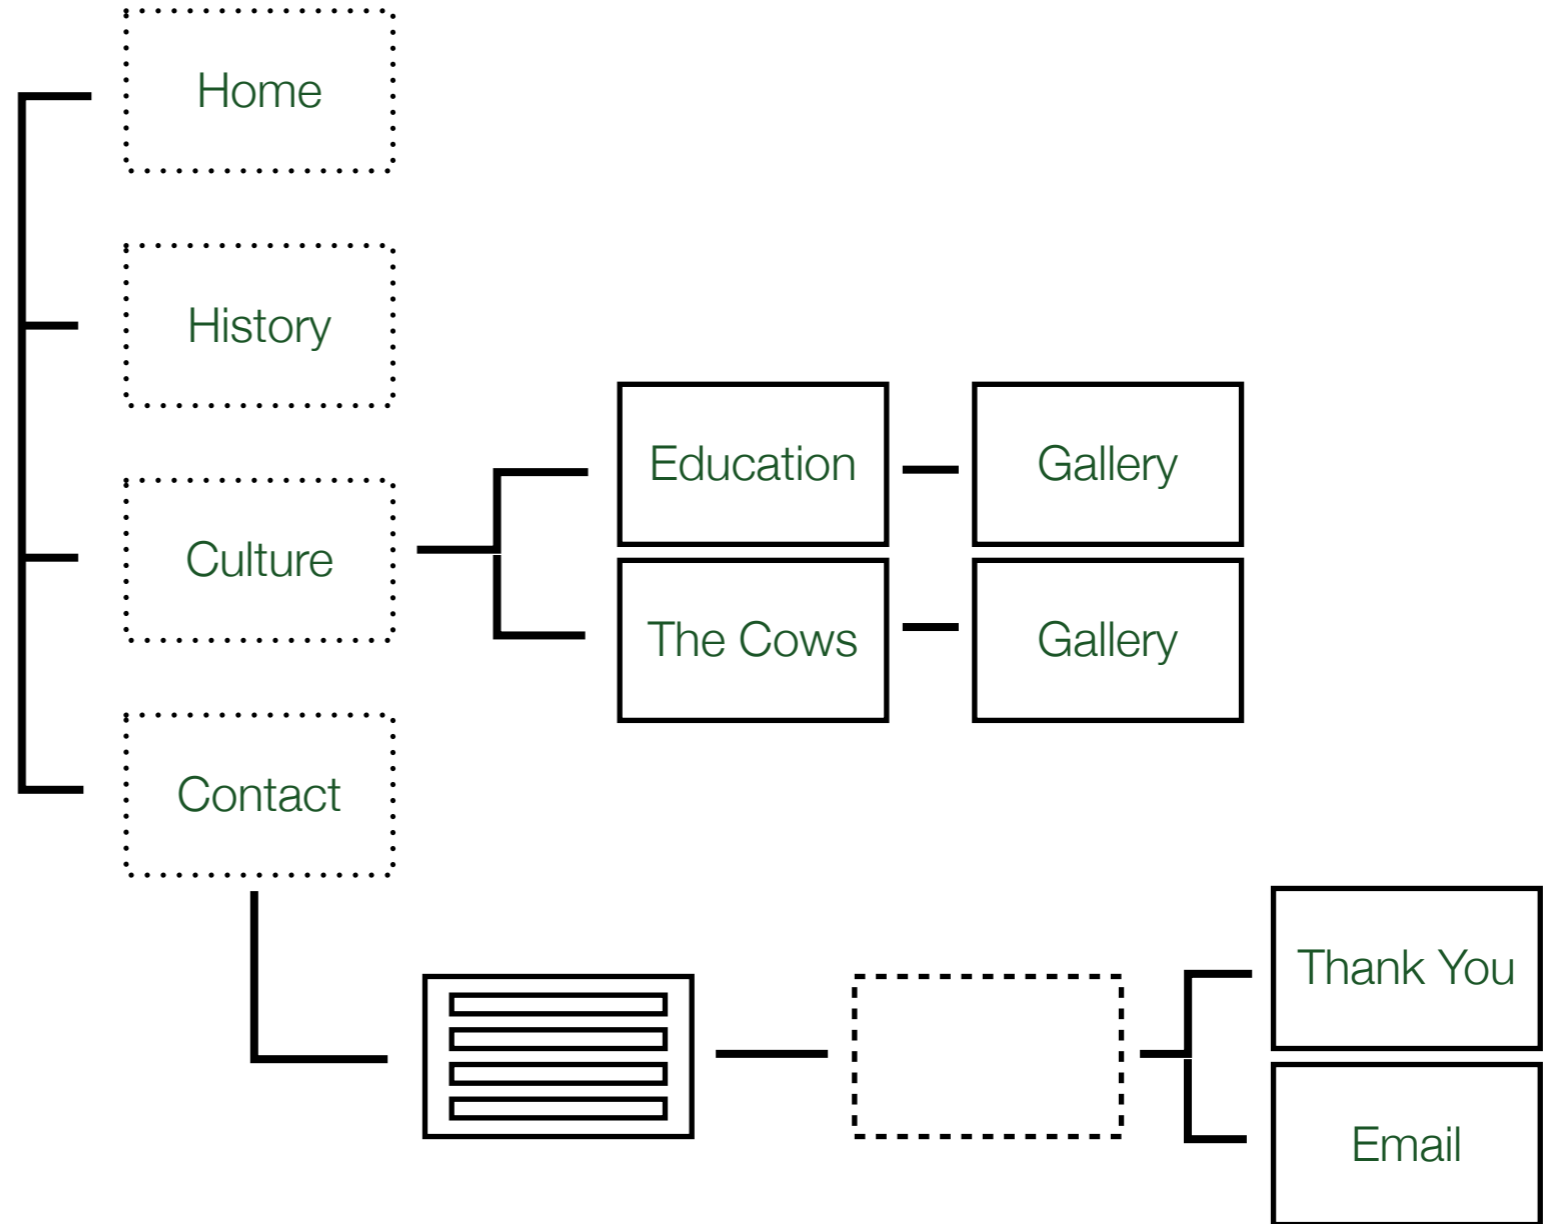 Home
History
Education
Gallery
Culture
The Cows
Gallery
Contact
Thank You
Email